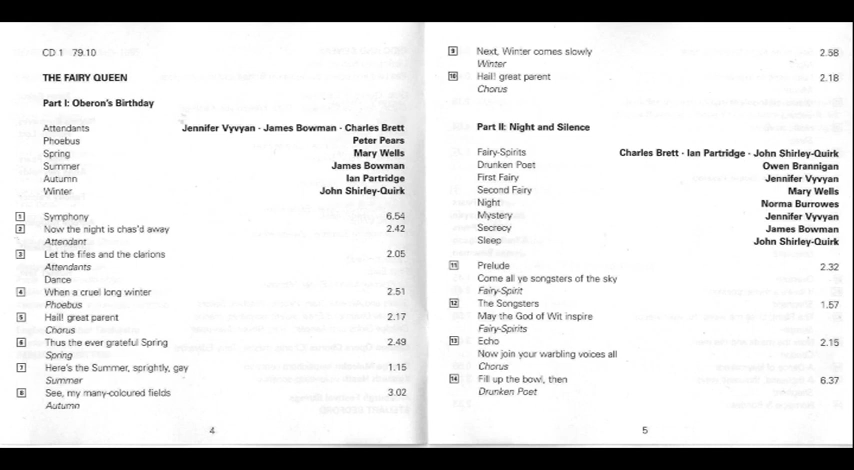 CD 1 79.10
THE FAIRY QUEEN
Part I: Oberon's Birthday
Attendants Jennifer Vyvyan · James Bowman · Charles Brett
Phoebus Peter Pears
Spring Mary Wells
Summer James Bowman
Autumn Ian Partridge
Winter John Shirley-Quirk
1 Symphony 6.54
2 Now the night is chas'd away 2.42
Attendant
3 Let the fifes and the clarions 2.05
Attendants
Dance
4 When a cruel long winter 2.51
Phoebus
5 Hail! great parent 2.17
Chorus
6 Thus the ever grateful Spring 2.49
Spring
7 Here's the Summer, sprightly, gay 1.15
Summer
8 See, my many-coloured fields 3.02
Autumn
4
9 Next, Winter comes slowly 2.58
Winter
10 Hail! great parent 2.18
Chorus
Part II: Night and Silence
Fairy-Spirits Charles Brett · Ian Partridge · John Shirley-Quirk
Drunken Poet Owen Brannigan
First Fairy Jennifer Vyvyan
Second Fairy Mary Wells
Night Norma Burrowes
Mystery Jennifer Vyvyan
Secrecy James Bowman
Sleep John Shirley-Quirk
11 Prelude 2.32
Come all ye songsters of the sky
Fairy-Spirit
12 The Songsters 1.57
May the God of Wit inspire
Fairy-Spirits
13 Echo 2.15
Now join your warbling voices all
Chorus
14 Fill up the bowl, then 6.37
Drunken Poet
5